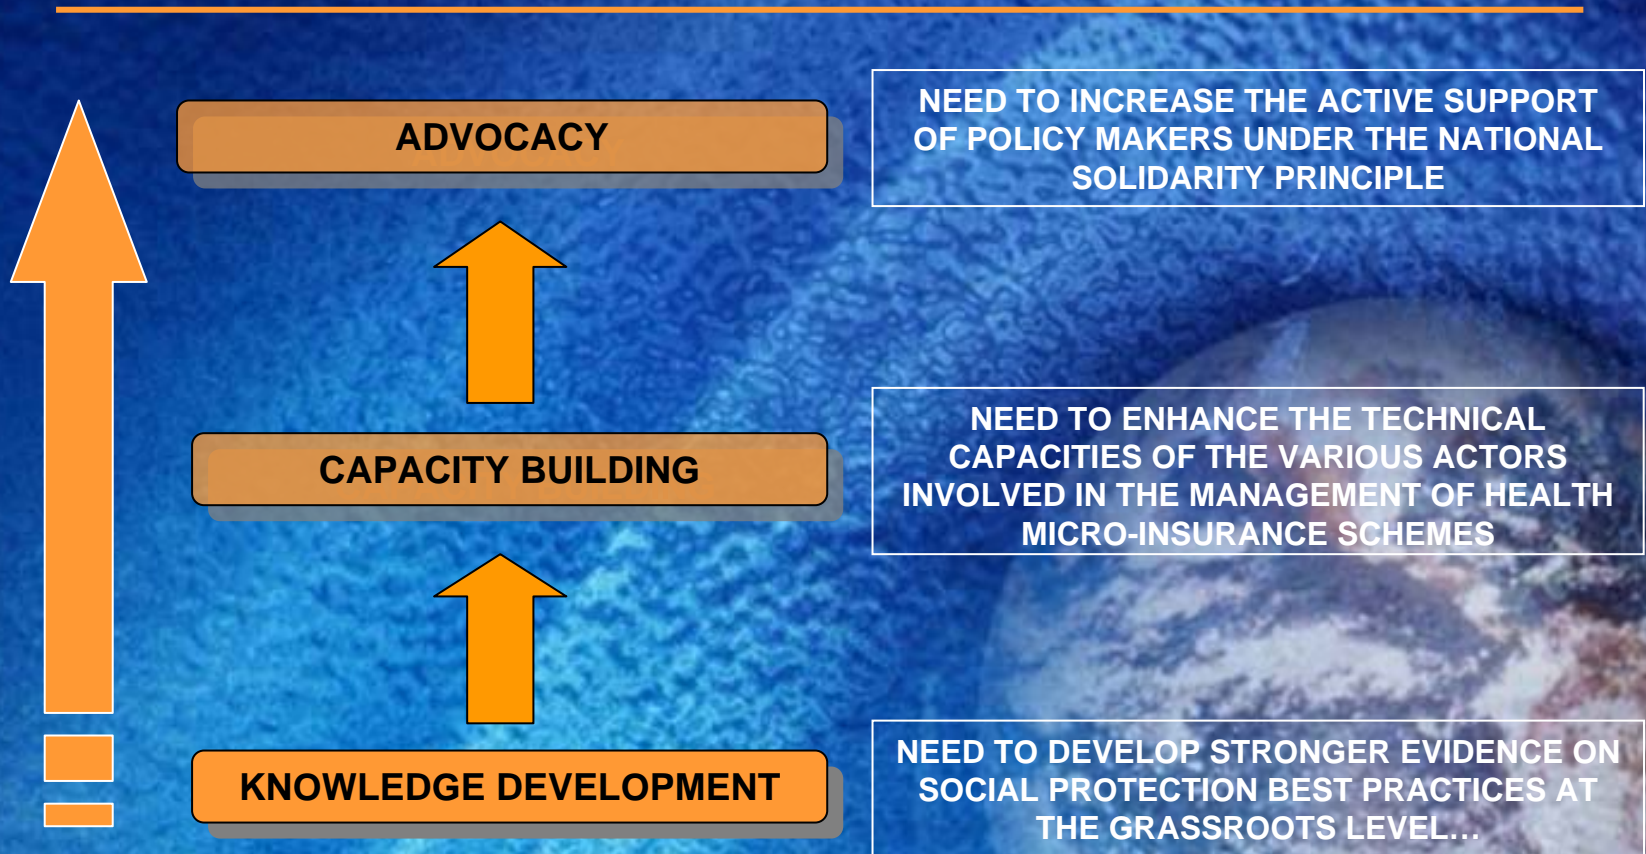 ADVOCACY
NEED TO INCREASE THE ACTIVE SUPPORT
OF POLICY MAKERS UNDER THE NATIONAL
SOLIDARITY PRINCIPLE
CAPACITY BUILDING
NEED TO ENHANCE THE TECHNICAL
CAPACITIES OF THE VARIOUS ACTORS
INVOLVED IN THE MANAGEMENT OF HEALTH
MICRO-INSURANCE SCHEMES
KNOWLEDGE DEVELOPMENT
NEED TO DEVELOP STRONGER EVIDENCE ON
SOCIAL PROTECTION BEST PRACTICES AT
THE GRASSROOTS LEVEL…